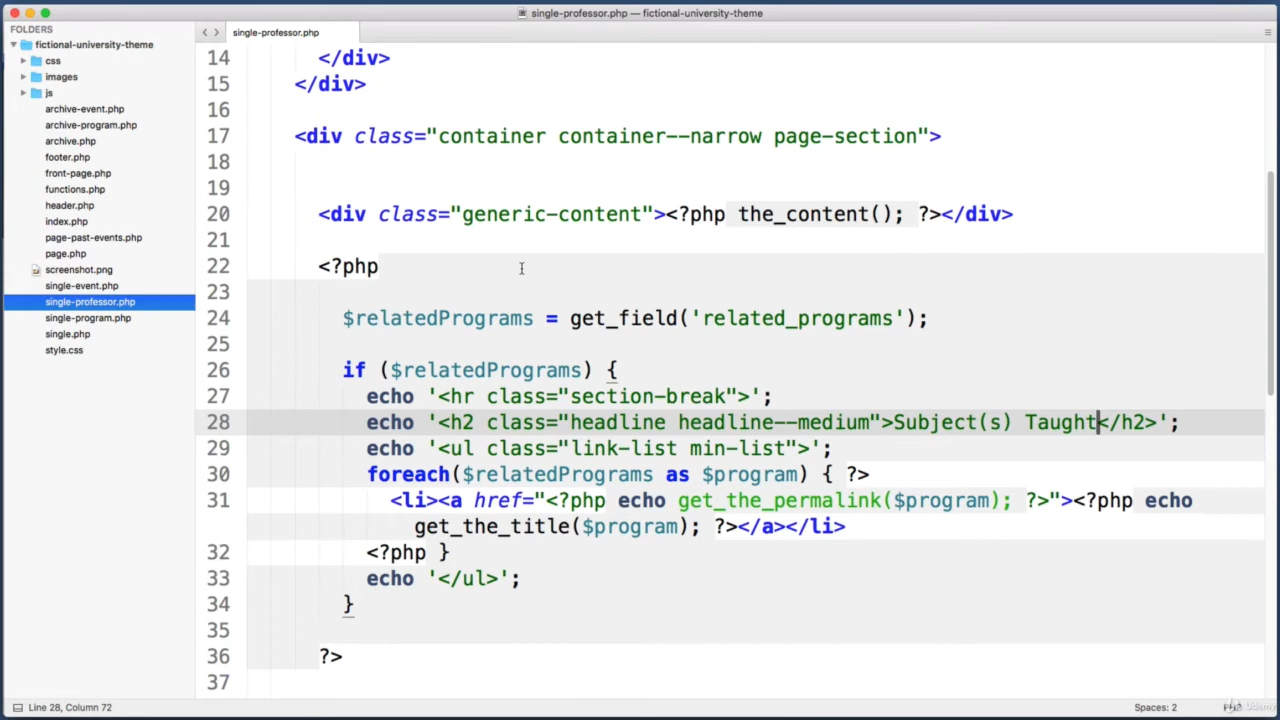 single-professor.php — fictional-university-theme
FOLDERS
fictional-university-theme
css
images
js
archive-event.php
archive-program.php
archive.php
footer.php
front-page.php
functions.php
header.php
index.php
page-past-events.php
page.php
screenshot.png
single-event.php
single-professor.php
single-program.php
single.php
style.css
single-professor.php
14 </div>
15 </div>
16
17 <div class="container container--narrow page-section">
18
19
20 <div class="generic-content"><?php the_content(); ?></div>
21
22 <?php
23
24 $relatedPrograms = get_field('related_programs');
25
26 if ($relatedPrograms) {
27 echo '<hr class="section-break">';
28 echo '<h2 class="headline headline--medium">Subject(s) Taught</h2>';
29 echo '<ul class="link-list min-list">';
30 foreach($relatedPrograms as $program) { ?>
31 <li><a href="<?php echo get_the_permalink($program); ?>"><?php echo
get_the_title($program); ?></a></li>
32 <?php }
33 echo '</ul>';
34 }
35
36 ?>
37
Line 28, Column 72
Spaces: 2
PHP
Udemy